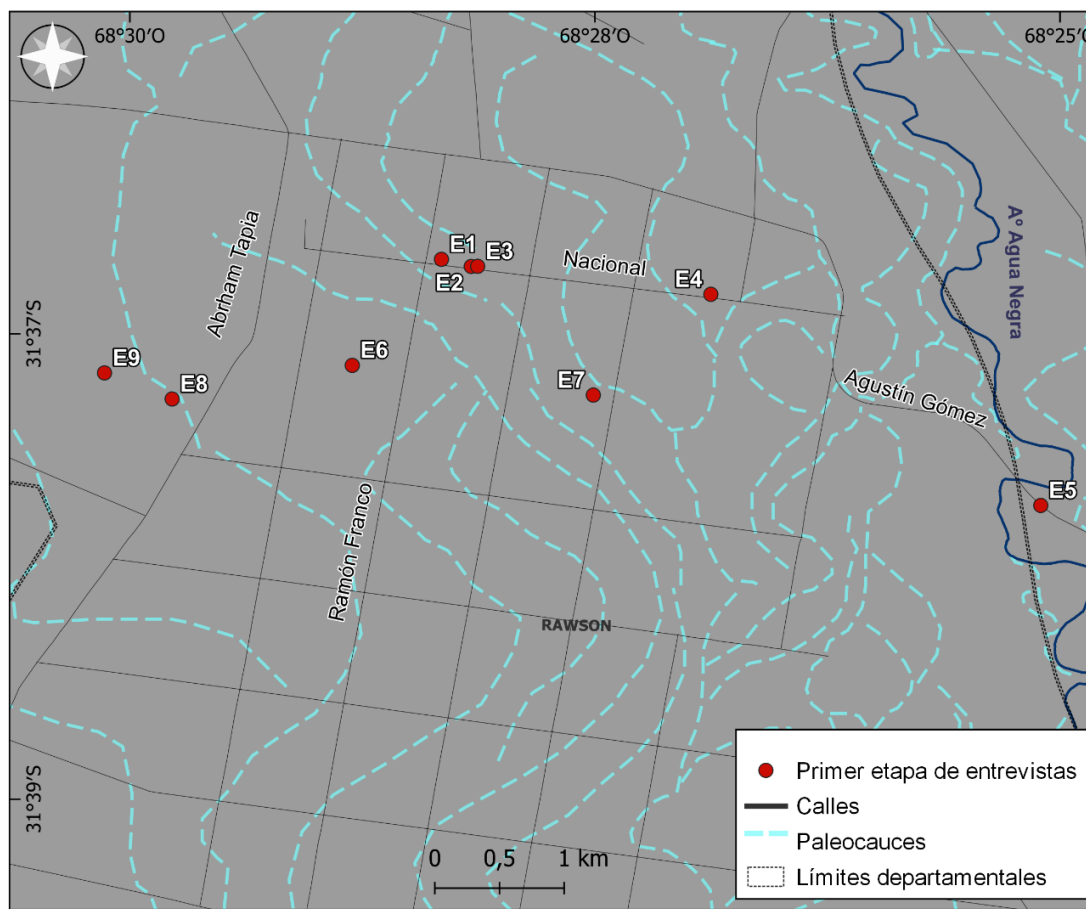 68°30′O
68°28′O
68°25′O
Aº Agua Negra
Abrham Tapia
E1
E3
Nacional
E2
E4
31°37′S
E6
E9
E8
E7
Agustín Gómez
E5
Ramón Franco
RAWSON
31°39′S
0 0,5 1 km
Primer etapa de entrevistas
Calles
Paleocauces
Límites departamentales